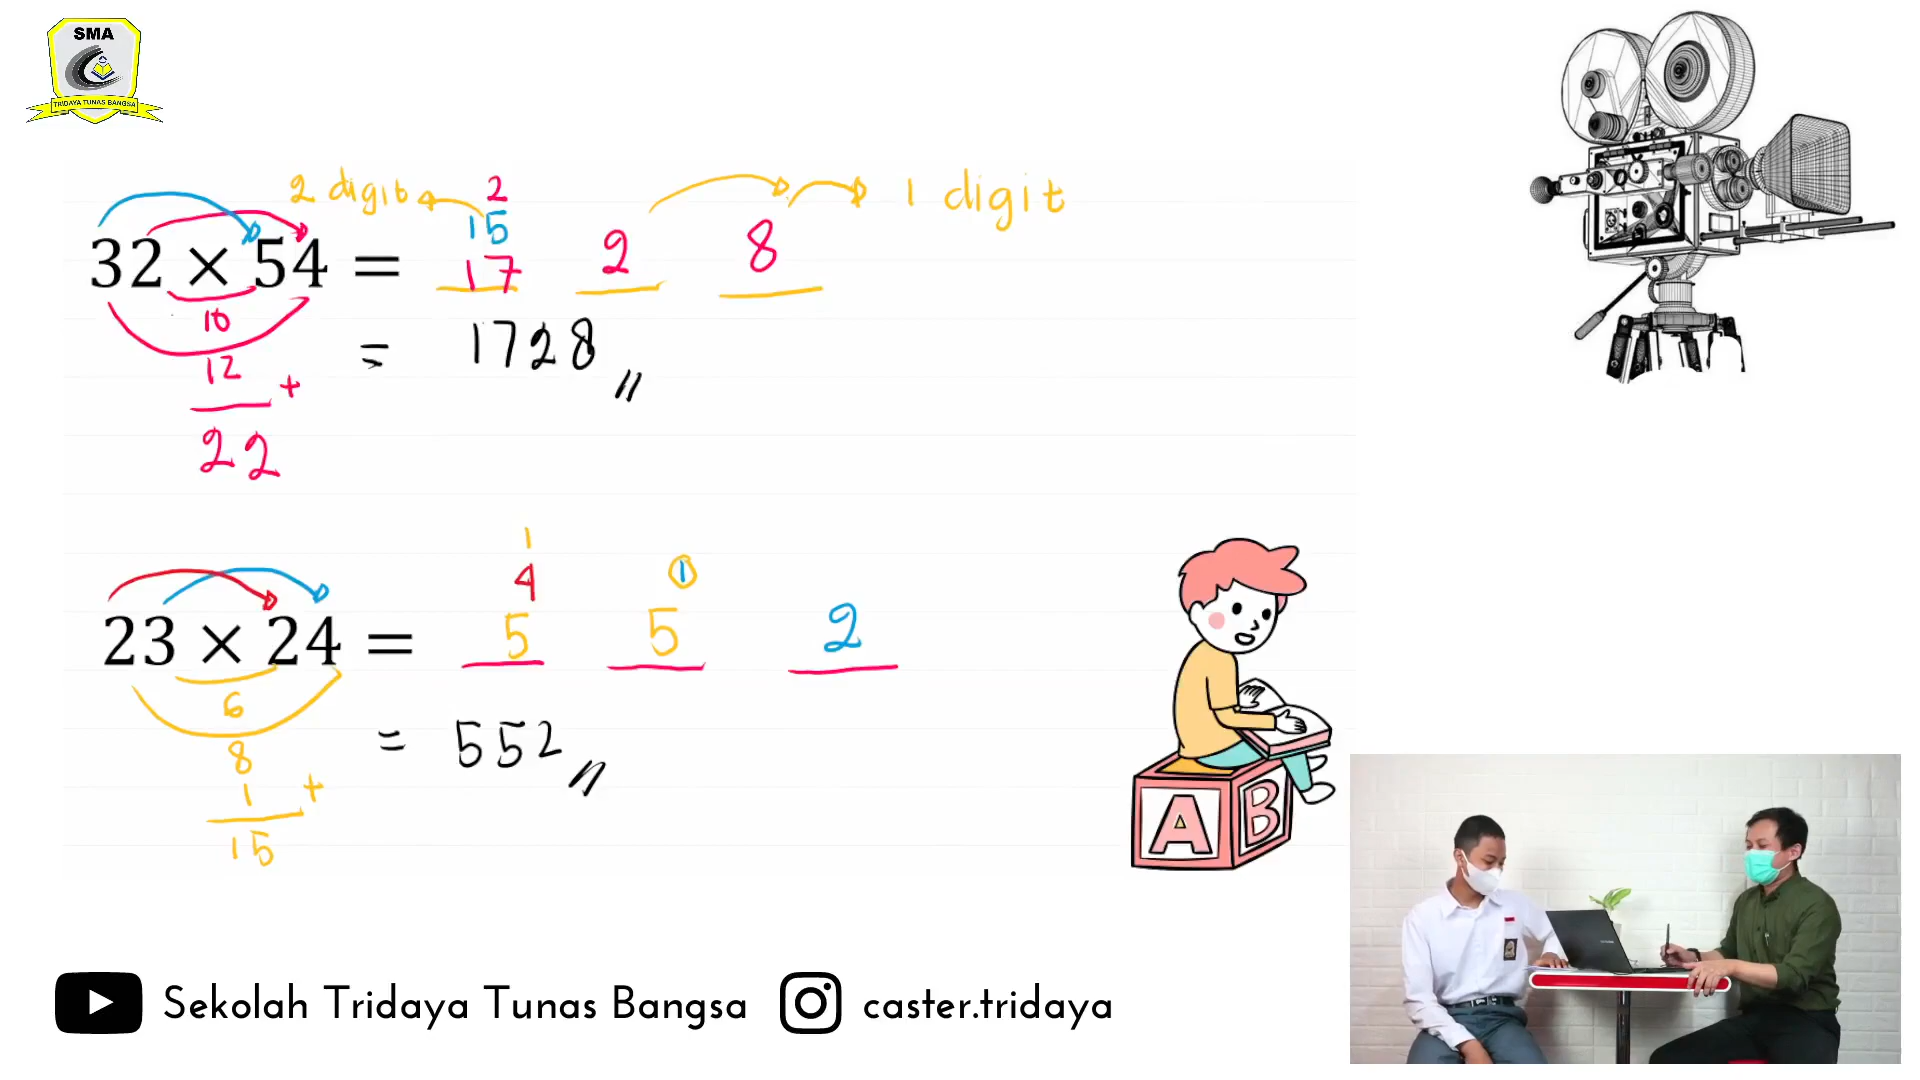 SMA
TRIDAYA TUNAS BANGSA
2 digit 2 1 digit
15
32 × 54 = 17 2 8
10
= 1728
12 +
22
1
4 1
23 × 24 = 5 5 2
6
= 552
8
1 +
15
A B
Sekolah Tridaya Tunas Bangsa caster.tridaya